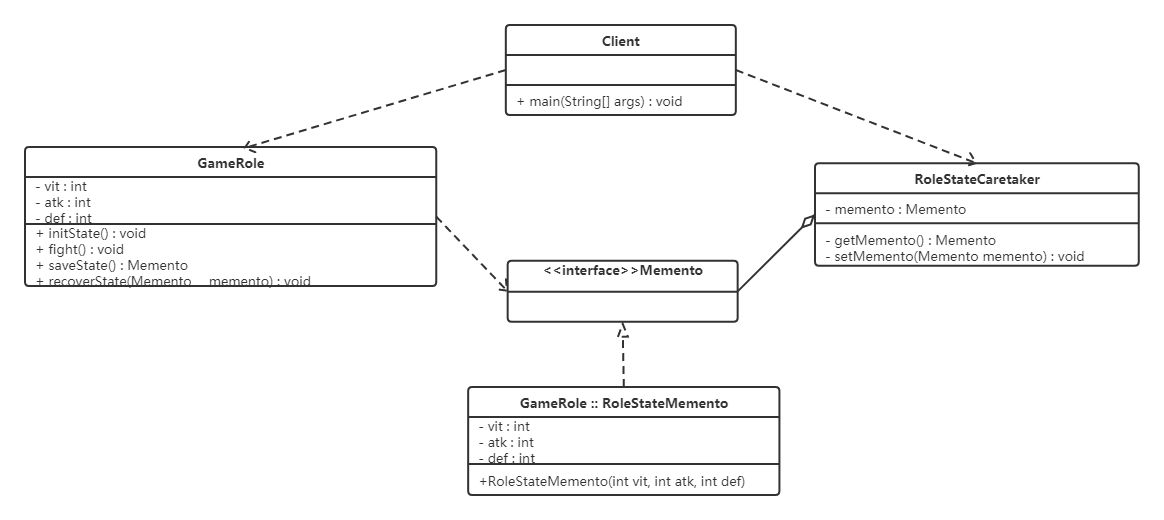 Client
+ main(String[] args) : void
GameRole
- vit : int
- atk : int
- def : int
+ initState() : void
+ fight() : void
+ saveState() : Memento
+ recoverState(Memento memento) : void
RoleStateCaretaker
- memento : Memento
- getMemento() : Memento
- setMemento(Memento memento) : void
<<interface>>Memento
GameRole :: RoleStateMemento
- vit : int
- atk : int
- def : int
+RoleStateMemento(int vit, int atk, int def)